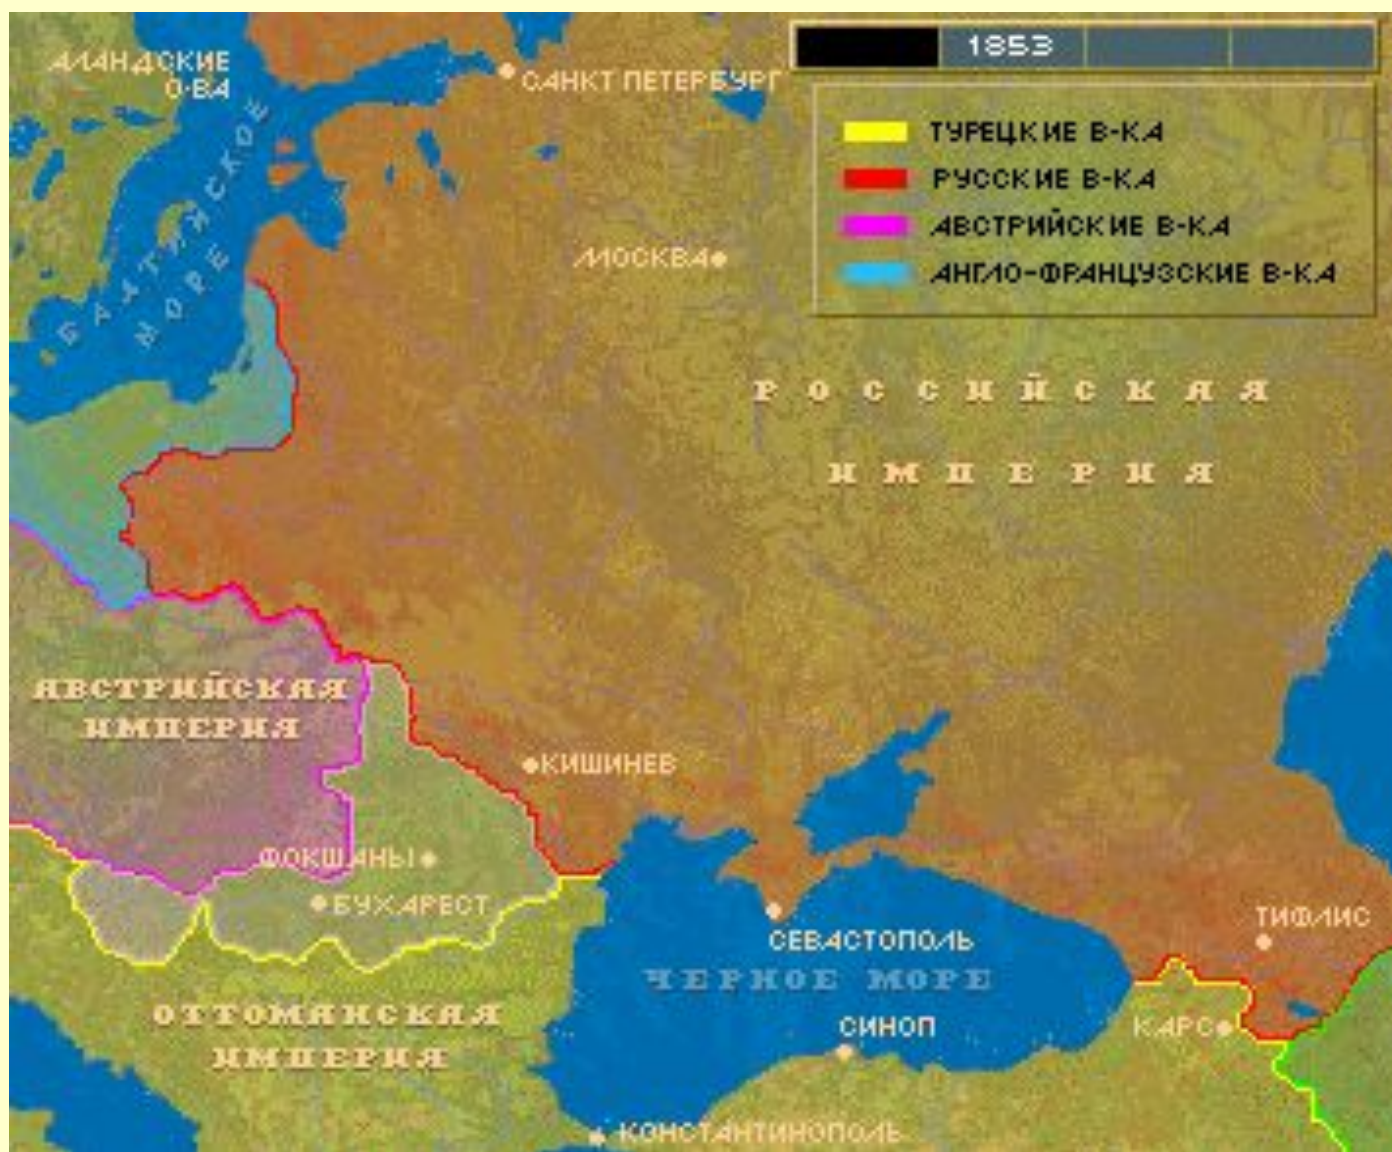 АЛАНДСКИЕ
О-ВА
САНКТ ПЕТЕРБУРГ
1853
ТУРЕЦКИЕ В-КА
РУССКИЕ В-КА
АВСТРИЙСКИЕ В-КА
АНГЛО-ФРАНЦУЗСКИЕ В-КА
БАЛТИЙСКОЕ
МОРЕ
МОСКВА
РОССИЙСКАЯ
ИМПЕРИЯ
АВСТРИЙСКАЯ
ИМПЕРИЯ
КИШИНЕВ
ФОКШАНЫ
БУХАРЕСТ
СЕВАСТОПОЛЬ
ТИФЛИС
ЧЕРНОЕ МОРЕ
ОТТОМАНСКАЯ
ИМПЕРИЯ
СИНОП
КАРС
КОНСТАНТИНОПОЛЬ